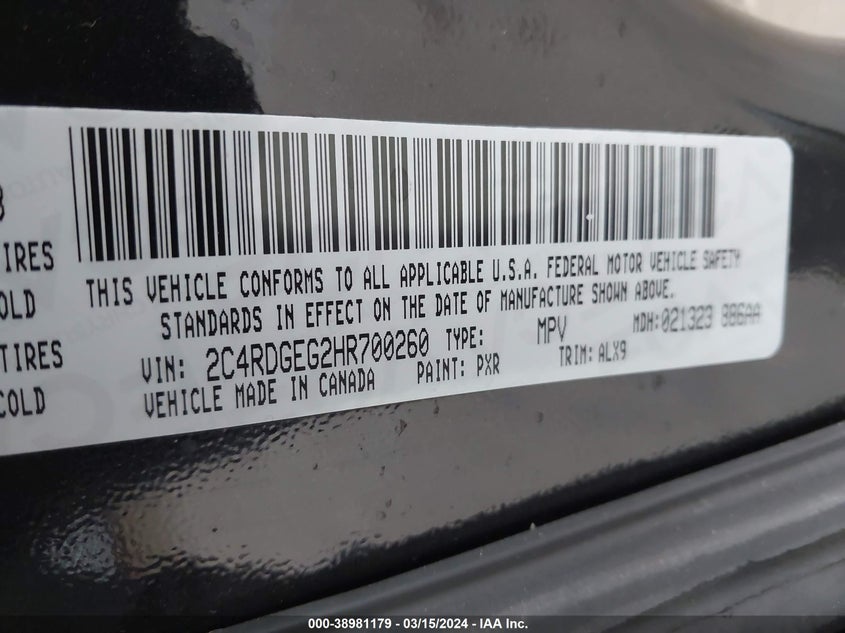 IRES
OLD
TIRES
COLD
THIS VEHICLE CONFORMS TO ALL APPLICABLE U.S.A. FEDERAL MOTOR VEHICLE SAFETY
STANDARDS IN EFFECT ON THE DATE OF MANUFACTURE SHOWN ABOVE.
VIN: 2C4RDGEG2HR700260 TYPE: MPV MDH:021323 886AA
VEHICLE MADE IN CANADA PAINT: PXR TRIM: ALX9
000-38981179 - 03/15/2024 - IAA Inc.